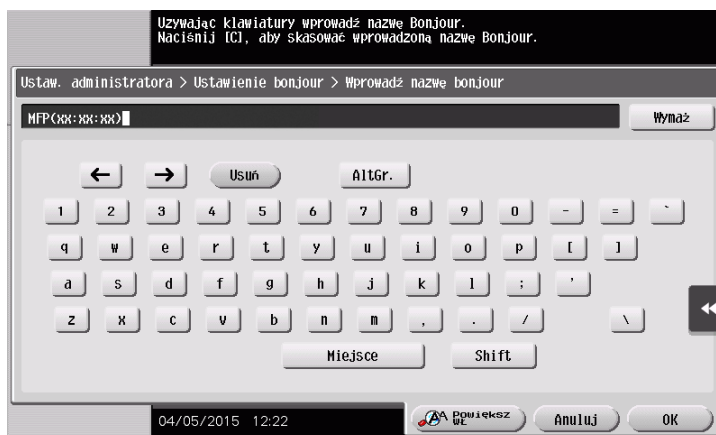 Używając klawiatury wprowadź nazwę Bonjour.
Naciśnij [C], aby skasować wprowadzoną nazwę Bonjour.
Ustaw. administratora > Ustawienie bonjour > Wprowadź nazwę bonjour
MFP(xx:xx:xx) Wymaż
← → Usuń AltGr.
1 2 3 4 5 6 7 8 9 0 - = `
q w e r t y u i o p [ ]
a s d f g h j k l ; '
z x c v b n m , . / \
Miejsce Shift
04/05/2015 12:22 Powiększ Anuluj OK
WŁ